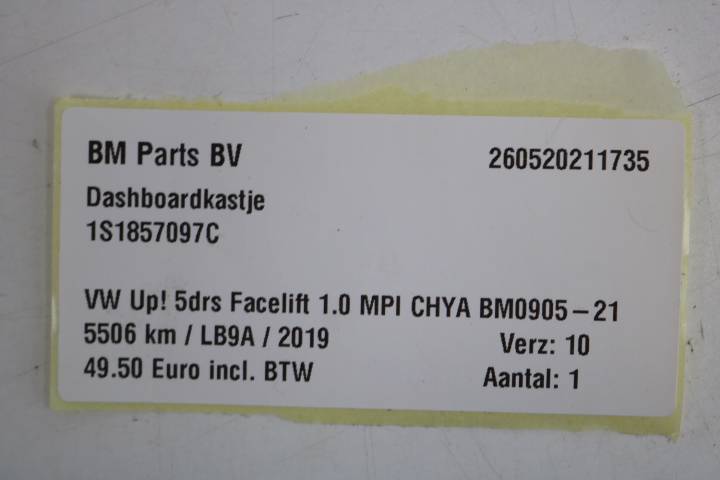 BM Parts BV 260520211735
Dashboardkastje
1S1857097C
VW Up! 5drs Facelift 1.0 MPI CHYA BM0905-21
5506 km / LB9A / 2019 Verz: 10
49.50 Euro incl. BTW Aantal: 1